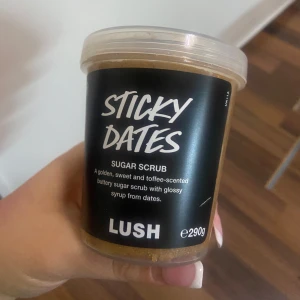 STICKY
DATES
SUGAR SCRUB
A golden, sweet and toffee-scented
buttery sugar scrub with glossy
syrup from dates.
LUSH
℮290g